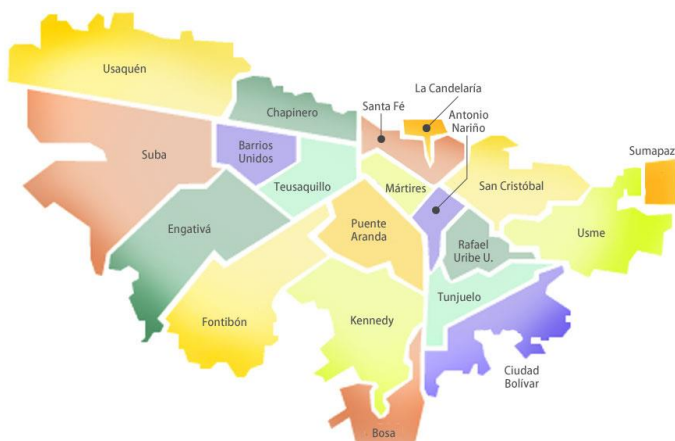 Usaquén
La Candelaría
Santa Fé
Antonio
Nariño
Chapinero
Sumapaz
Suba
Barrios
Unidos
Teusaquillo
Mártires
San Cristóbal
Engativá
Puente
Aranda
Rafael
Uribe U.
Usme
Tunjuelo
Fontibón
Kennedy
Ciudad
Bolívar
Bosa